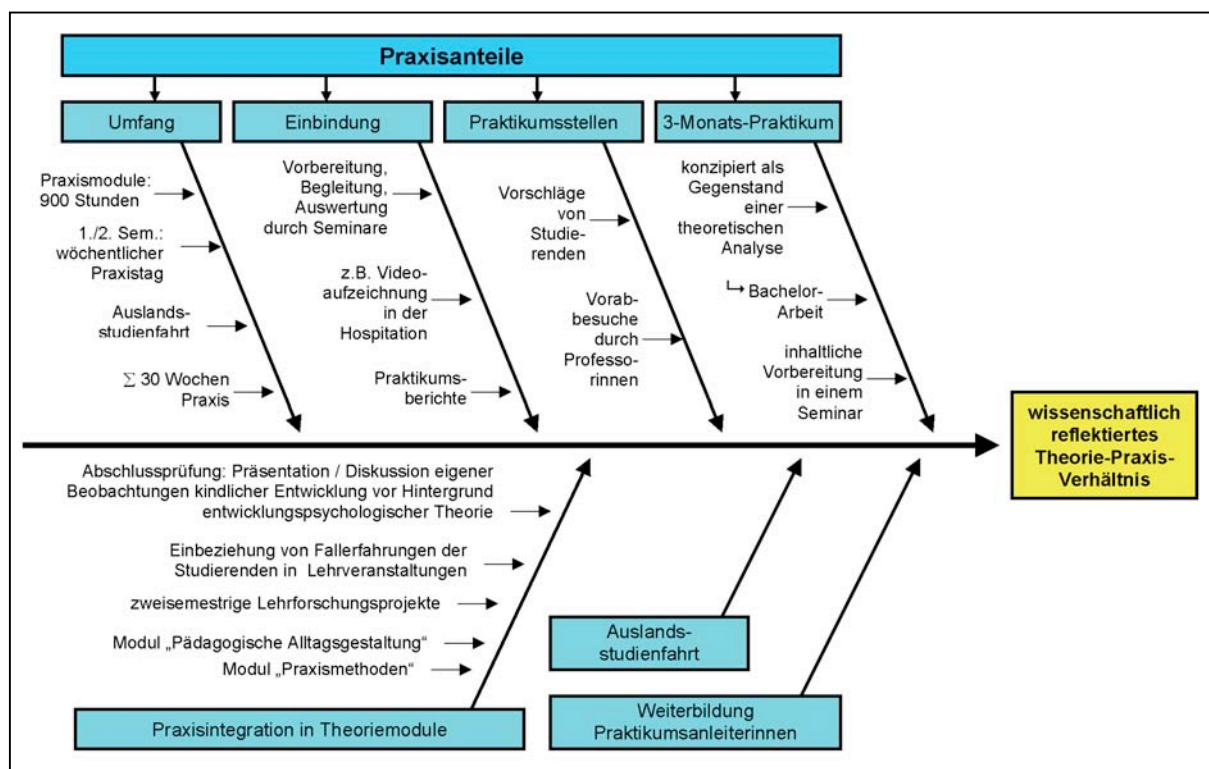 Praxisanteile
Umfang
Einbindung
Praktikumsstellen
3-Monats-Praktikum
Praxismodule:
900 Stunden
1./2. Sem.:
wöchentlicher
Praxistag
Auslands-
studienfahrt
∑ 30 Wochen
Praxis
Vorbereitung,
Begleitung,
Auswertung
durch Seminare
z.B. Video-
aufzeichnung
in der
Hospitation
Praktikums-
berichte
Vorschläge
von
Studie-
renden
Vorab-
besuche
durch
Professo-
rinnen
konzipiert als
Gegenstand
einer
theoretischen
Analyse
↳ Bachelor-
Arbeit
inhaltliche
Vorbereitung
in einem
Seminar
wissenschaftlich
reflektiertes
Theorie-Praxis-
Verhältnis
Abschlussprüfung: Präsentation / Diskussion eigener
Beobachtungen kindlicher Entwicklung vor Hintergrund
entwicklungspsychologischer Theorie
Einbeziehung von Fallerfahrungen der
Studierenden in Lehrveranstaltungen
zweisemestrige Lehrforschungsprojekte
Modul „Pädagogische Alltagsgestaltung“
Modul „Praxismethoden“
Praxisintegration in Theoriemodule
Auslands-
studienfahrt
Weiterbildung
Praktikumsanleiterinnen